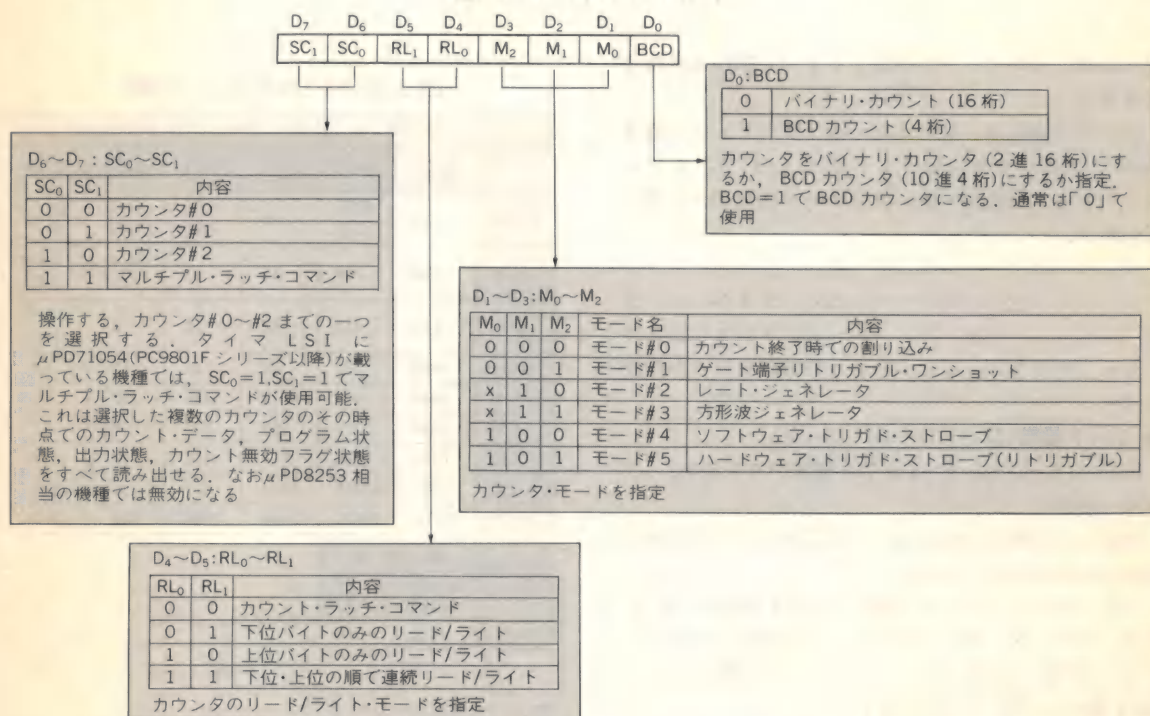 D₇ D₆ D₅ D₄ D₃ D₂ D₁ D₀
SC₁ SC₀ RL₁ RL₀ M₂ M₁ M₀ BCD
D₀:BCD
0 バイナリ・カウント (16 桁)
1 BCD カウント (4 桁)
カウンタをバイナリ・カウンタ (2 進 16 桁)にす
るか, BCD カウンタ (10 進 4 桁)にするか指定.
BCD=1 で BCD カウンタになる. 通常は「0」で
使用
D₆~D₇ : SC₀~SC₁
SC₀ SC₁ 内容
0 0 カウンタ#0
0 1 カウンタ#1
1 0 カウンタ#2
1 1 マルチプル・ラッチ・コマンド
操作する, カウンタ#0~#2 までの一つ
を選択する. タイマ LSI に
μPD71054(PC9801F シリーズ以降)が載
っている機種では, SC₀=1,SC₁=1 でマ
ルチプル・ラッチ・コマンドが使用可能.
これは選択した複数のカウンタのその時
点でのカウント・データ, プログラム状
態, 出力状態, カウント無効フラグ状態
をすべて読み出せる. なおμPD8253 相
当の機種では無効になる
D₁~D₃:M₀~M₂
M₀ M₁ M₂ モード名 内容
0 0 0 モード#0 カウント終了時での割り込み
0 0 1 モード#1 ゲート端子リトリガブル・ワンショット
x 1 0 モード#2 レート・ジェネレータ
x 1 1 モード#3 方形波ジェネレータ
1 0 0 モード#4 ソフトウェア・トリガド・ストローブ
1 0 1 モード#5 ハードウェア・トリガド・ストローブ(リトリガブル)
カウンタ・モードを指定
D₄~D₅:RL₀~RL₁
RL₀ RL₁ 内容
0 0 カウント・ラッチ・コマンド
0 1 下位バイトのみのリード/ライト
1 0 上位バイトのみのリード/ライト
1 1 下位・上位の順で連続リード/ライト
カウンタのリード/ライト・モードを指定